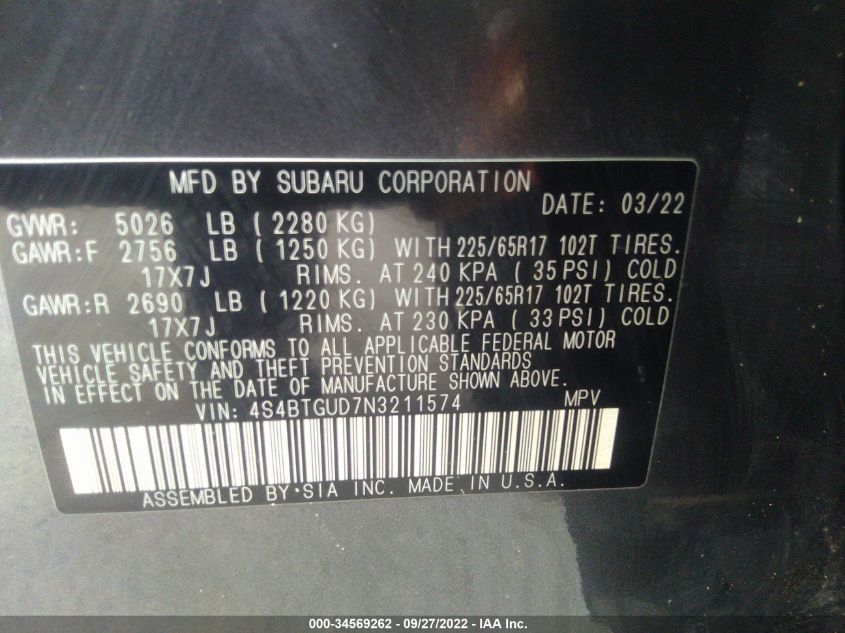 MFD BY SUBARU CORPORATION
DATE: 03/22
GVWR: 5026 LB ( 2280 KG)
GAWR:F 2756 LB ( 1250 KG) WITH 225/65R17 102T TIRES.
17X7J RIMS. AT 240 KPA ( 35 PSI) COLD
GAWR:R 2690 LB ( 1220 KG) WITH 225/65R17 102T TIRES.
17X7J RIMS. AT 230 KPA ( 33 PSI) COLD
THIS VEHICLE CONFORMS TO ALL APPLICABLE FEDERAL MOTOR
VEHICLE SAFETY AND THEFT PREVENTION STANDARDS
IN EFFECT ON THE DATE OF MANUFACTURE SHOWN ABOVE.
VIN: 4S4BTGUD7N3211574 MPV
ASSEMBLED BY•SIA INC. MADE IN U.S.A.
000-34569262 - 09/27/2022 - IAA Inc.